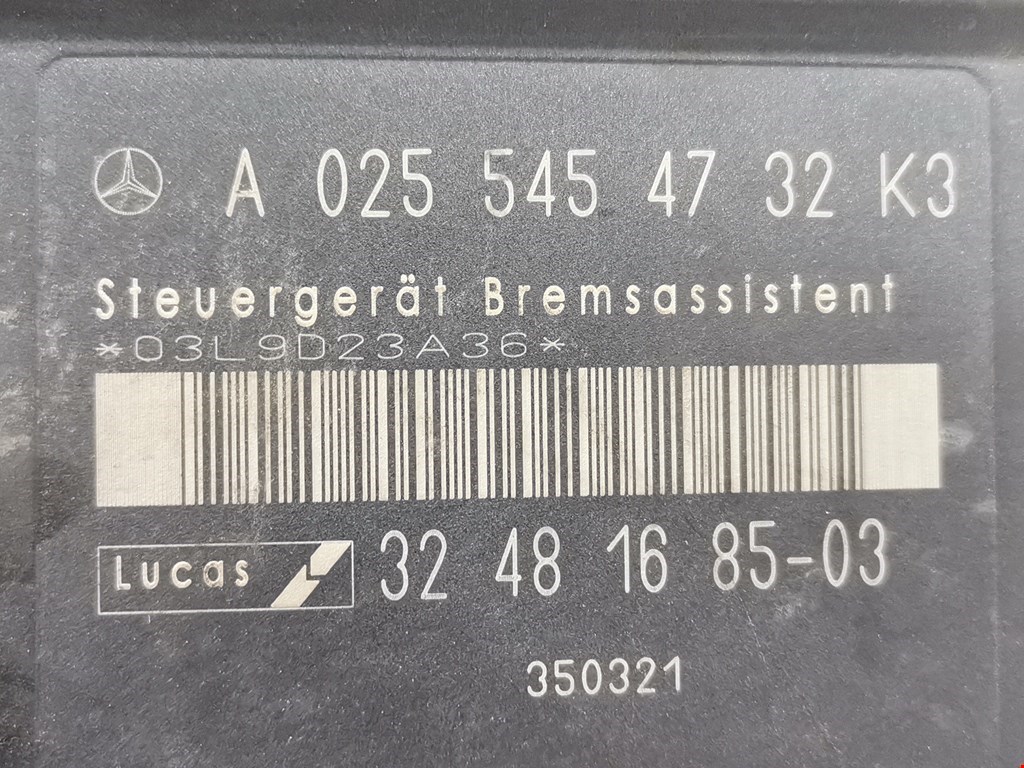 A 025 545 47 32 K3
Steuergerät Bremsassistent
*03L9D23A36*
Lucas 32 48 16 85-03
350321